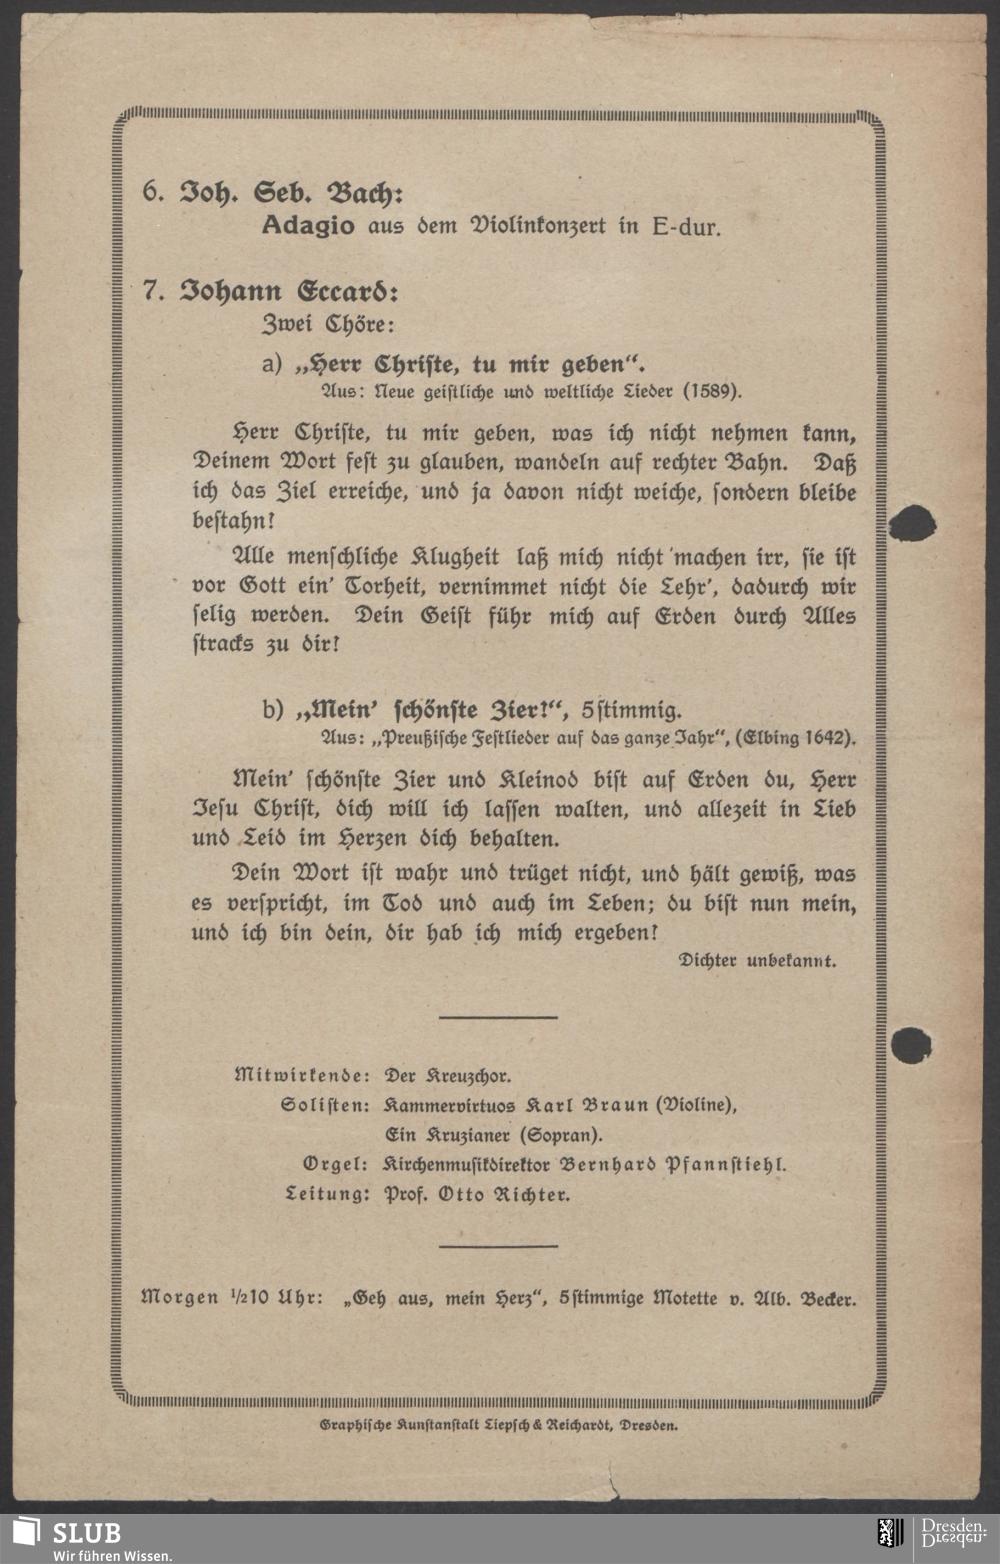 6. Joh. Seb. Bach:
Adagio aus dem Violinkonzert in E-dur.
7. Johann Eccard:
Zwei Chöre:
a) „Herr Christe, tu mir geben“.
Aus: Neue geistliche und weltliche Lieder (1589).
Herr Christe, tu mir geben, was ich nicht nehmen kann,
Deinem Wort fest zu glauben, wandeln auf rechter Bahn. Daß
ich das Ziel erreiche, und ja davon nicht weiche, sondern bleibe
bestahn!
Alle menschliche Klugheit laß mich nicht machen irr, sie ist
vor Gott ein' Torheit, vernimmet nicht die Lehr', dadurch wir
selig werden. Dein Geist führ mich auf Erden durch Alles
stracks zu dir!
b) „Mein' schönste Zier!“, 5stimmig.
Aus: „Preußische Festlieder auf das ganze Jahr“, (Elbing 1642).
Mein' schönste Zier und Kleinod bist auf Erden du, Herr
Jesu Christ, dich will ich lassen walten, und allezeit in Lieb
und Leid im Herzen dich behalten.
Dein Wort ist wahr und trüget nicht, und hält gewiß, was
es verspricht, im Tod und auch im Leben; du bist nun mein,
und ich bin dein, dir hab ich mich ergeben!
Dichter unbekannt.
Mitwirkende: Der Kreuzchor.
Solisten: Kammervirtuos Karl Braun (Violine),
Ein Kruzianer (Sopran).
Orgel: Kirchenmusikdirektor Bernhard Pfannstiehl.
Leitung: Prof. Otto Richter.
Morgen ½10 Uhr: „Geh aus, mein Herz“, 5stimmige Motette v. Alb. Becker.
Graphische Kunstanstalt Liepsch & Reichardt, Dresden.
SLUB
Wir führen Wissen.
Dresden.
Dresden.